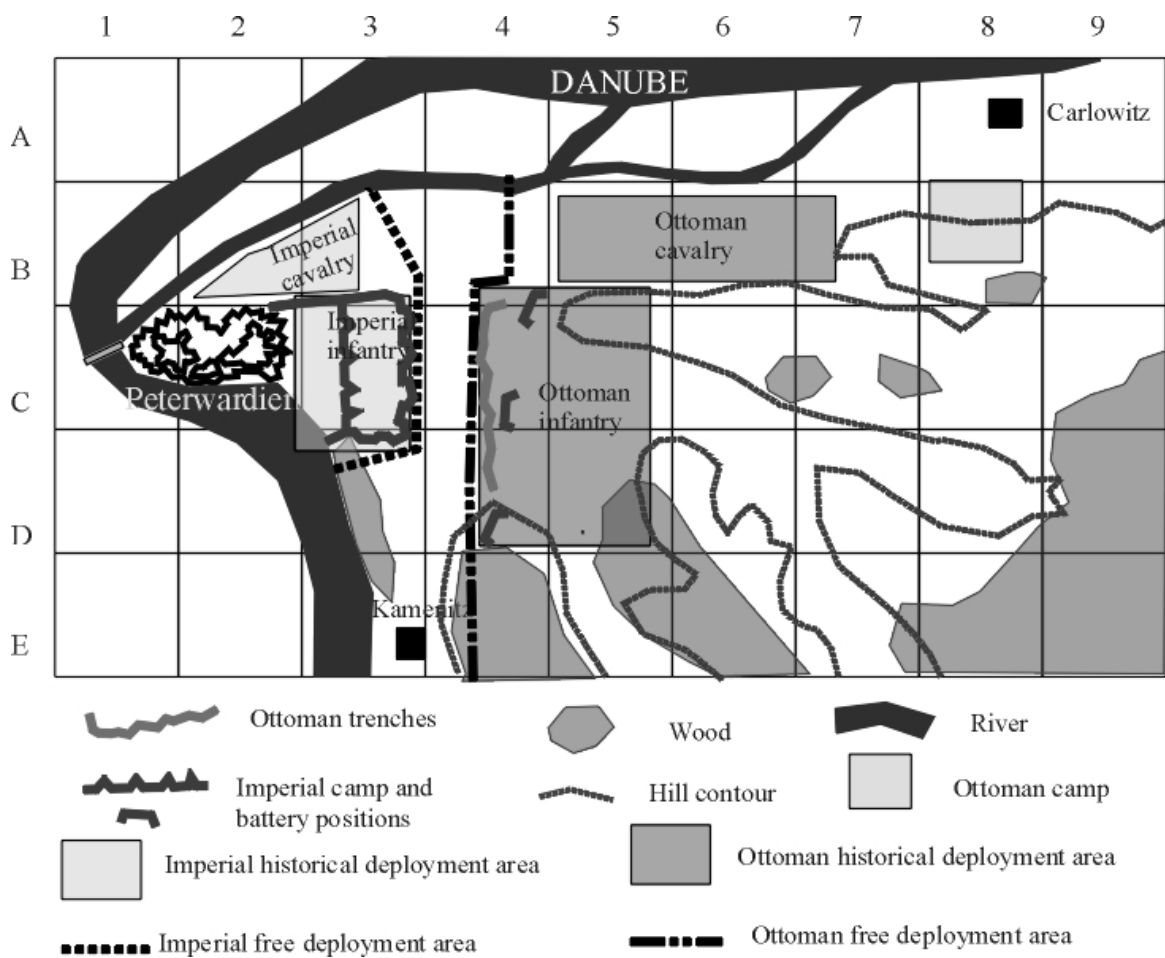 1 2 3 4 5 6 7 8 9
DANUBE
A
Carlowitz
Imperial
cavalry
Ottoman
cavalry
B
Imperial
infantry
Peterwardien
C
Ottoman
infantry
D
Kamenitz
E
Ottoman trenches
Wood
River
Imperial camp and
battery positions
Hill contour
Ottoman camp
Imperial historical deployment area
Ottoman historical deployment area
Imperial free deployment area
Ottoman free deployment area